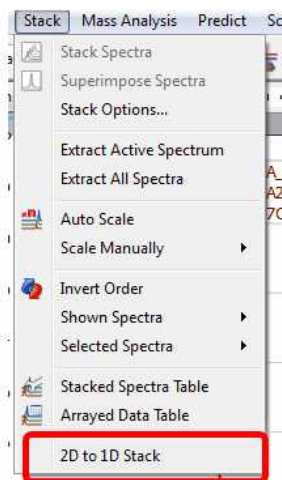 Stack Mass Analysis Predict
Stack Spectra
Superimpose Spectra
Stack Options...
Extract Active Spectrum
Extract All Spectra
Auto Scale
Scale Manually
Invert Order
Shown Spectra
Selected Spectra
Stacked Spectra Table
Arrayed Data Table
2D to 1D Stack